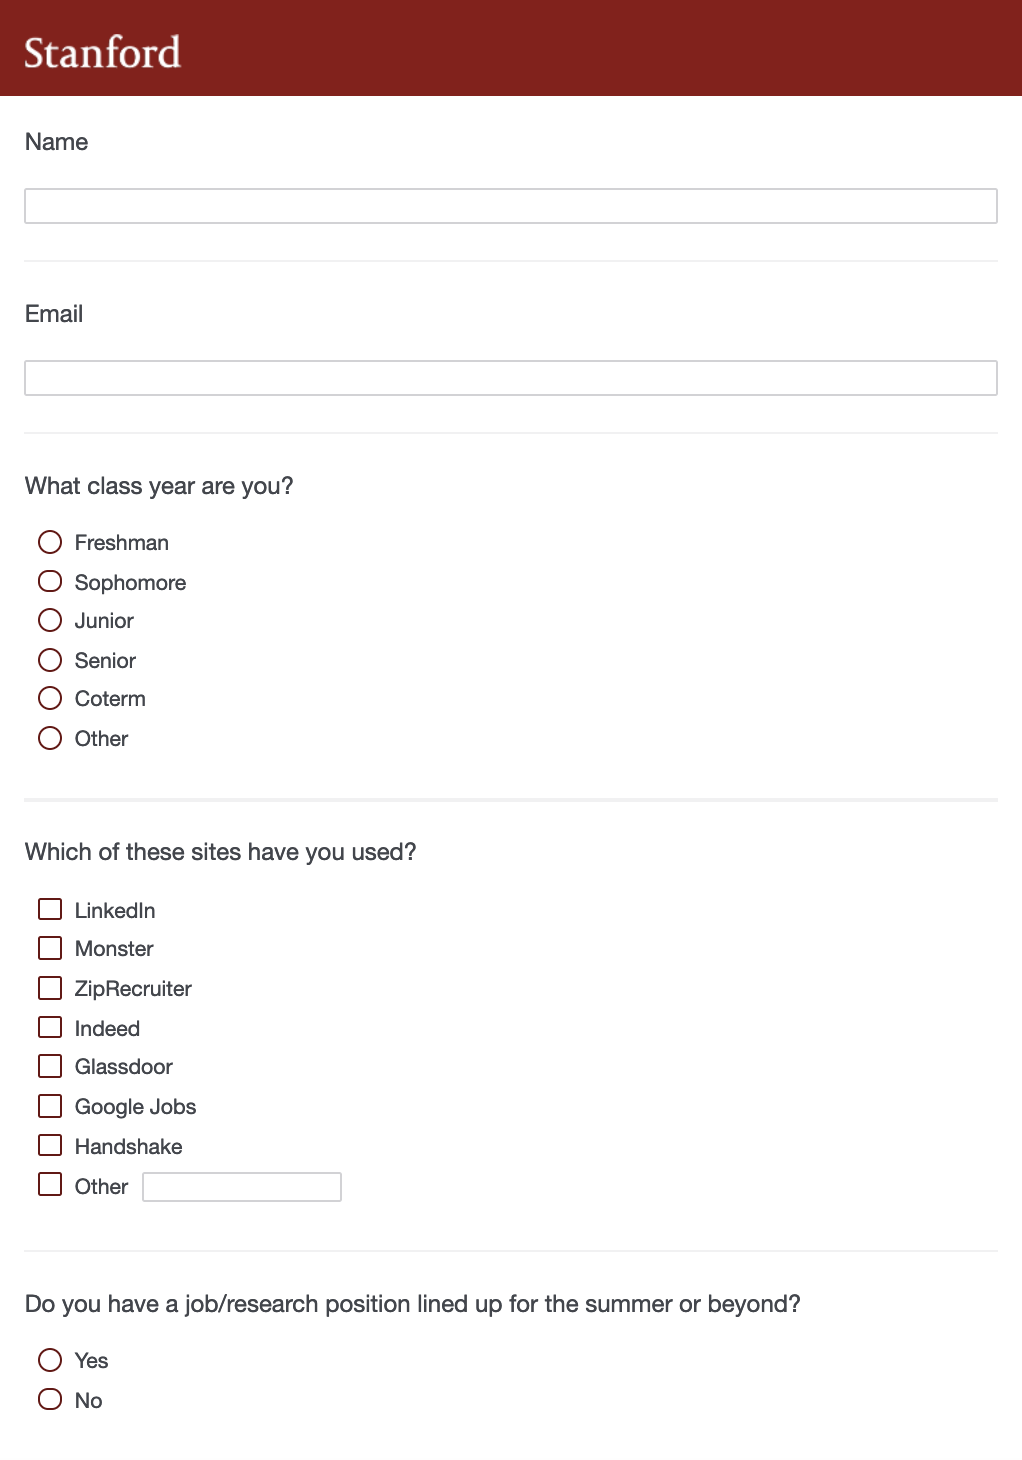 Stanford
Name
Email
What class year are you?
Freshman
Sophomore
Junior
Senior
Coterm
Other
Which of these sites have you used?
LinkedIn
Monster
ZipRecruiter
Indeed
Glassdoor
Google Jobs
Handshake
Other
Do you have a job/research position lined up for the summer or beyond?
Yes
No